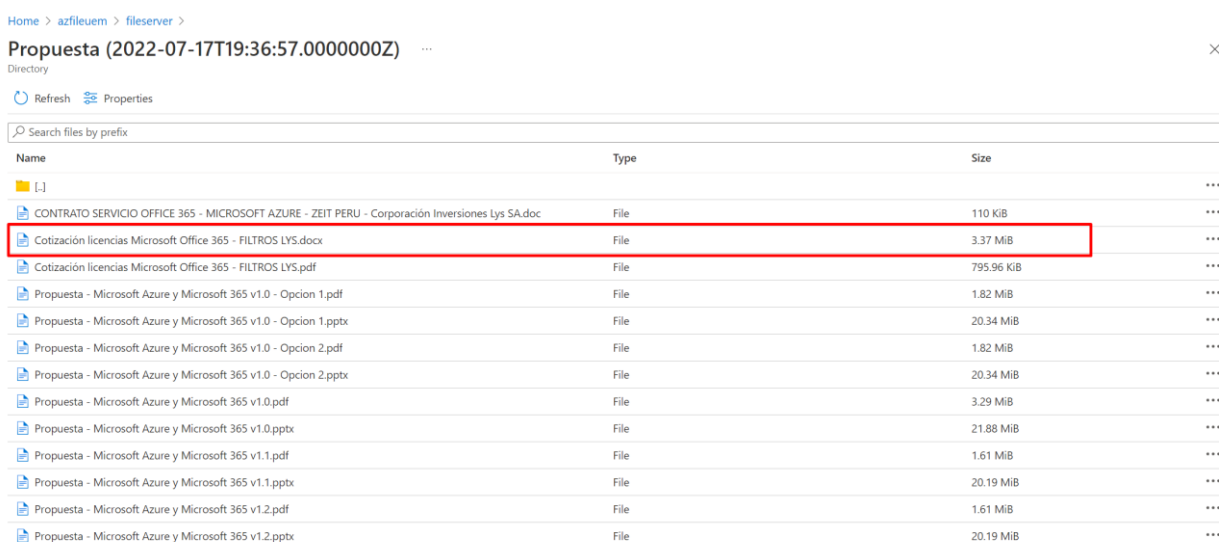 Home > azfileuem > fileserver >
Propuesta (2022-07-17T19:36:57.0000000Z) ...
Directory
Refresh Properties
Search files by prefix
Name Type Size
[..]
CONTRATO SERVICIO OFFICE 365 - MICROSOFT AZURE - ZEIT PERU - Corporación Inversiones Lys SA.doc File 110 KiB
Cotización licencias Microsoft Office 365 - FILTROS LYS.docx File 3.37 MiB
Cotización licencias Microsoft Office 365 - FILTROS LYS.pdf File 795.96 KiB
Propuesta - Microsoft Azure y Microsoft 365 v1.0 - Opcion 1.pdf File 1.82 MiB
Propuesta - Microsoft Azure y Microsoft 365 v1.0 - Opcion 1.pptx File 20.34 MiB
Propuesta - Microsoft Azure y Microsoft 365 v1.0 - Opcion 2.pdf File 1.82 MiB
Propuesta - Microsoft Azure y Microsoft 365 v1.0 - Opcion 2.pptx File 20.34 MiB
Propuesta - Microsoft Azure y Microsoft 365 v1.0.pdf File 3.29 MiB
Propuesta - Microsoft Azure y Microsoft 365 v1.0.pptx File 21.88 MiB
Propuesta - Microsoft Azure y Microsoft 365 v1.1.pdf File 1.61 MiB
Propuesta - Microsoft Azure y Microsoft 365 v1.1.pptx File 20.19 MiB
Propuesta - Microsoft Azure y Microsoft 365 v1.2.pdf File 1.61 MiB
Propuesta - Microsoft Azure y Microsoft 365 v1.2.pptx File 20.19 MiB